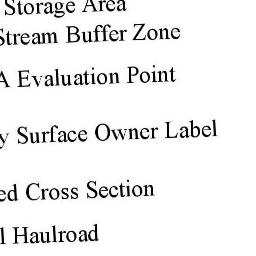 Storage Area
Stream Buffer Zone
A Evaluation Point
y Surface Owner Label
ed Cross Section
l Haulroad